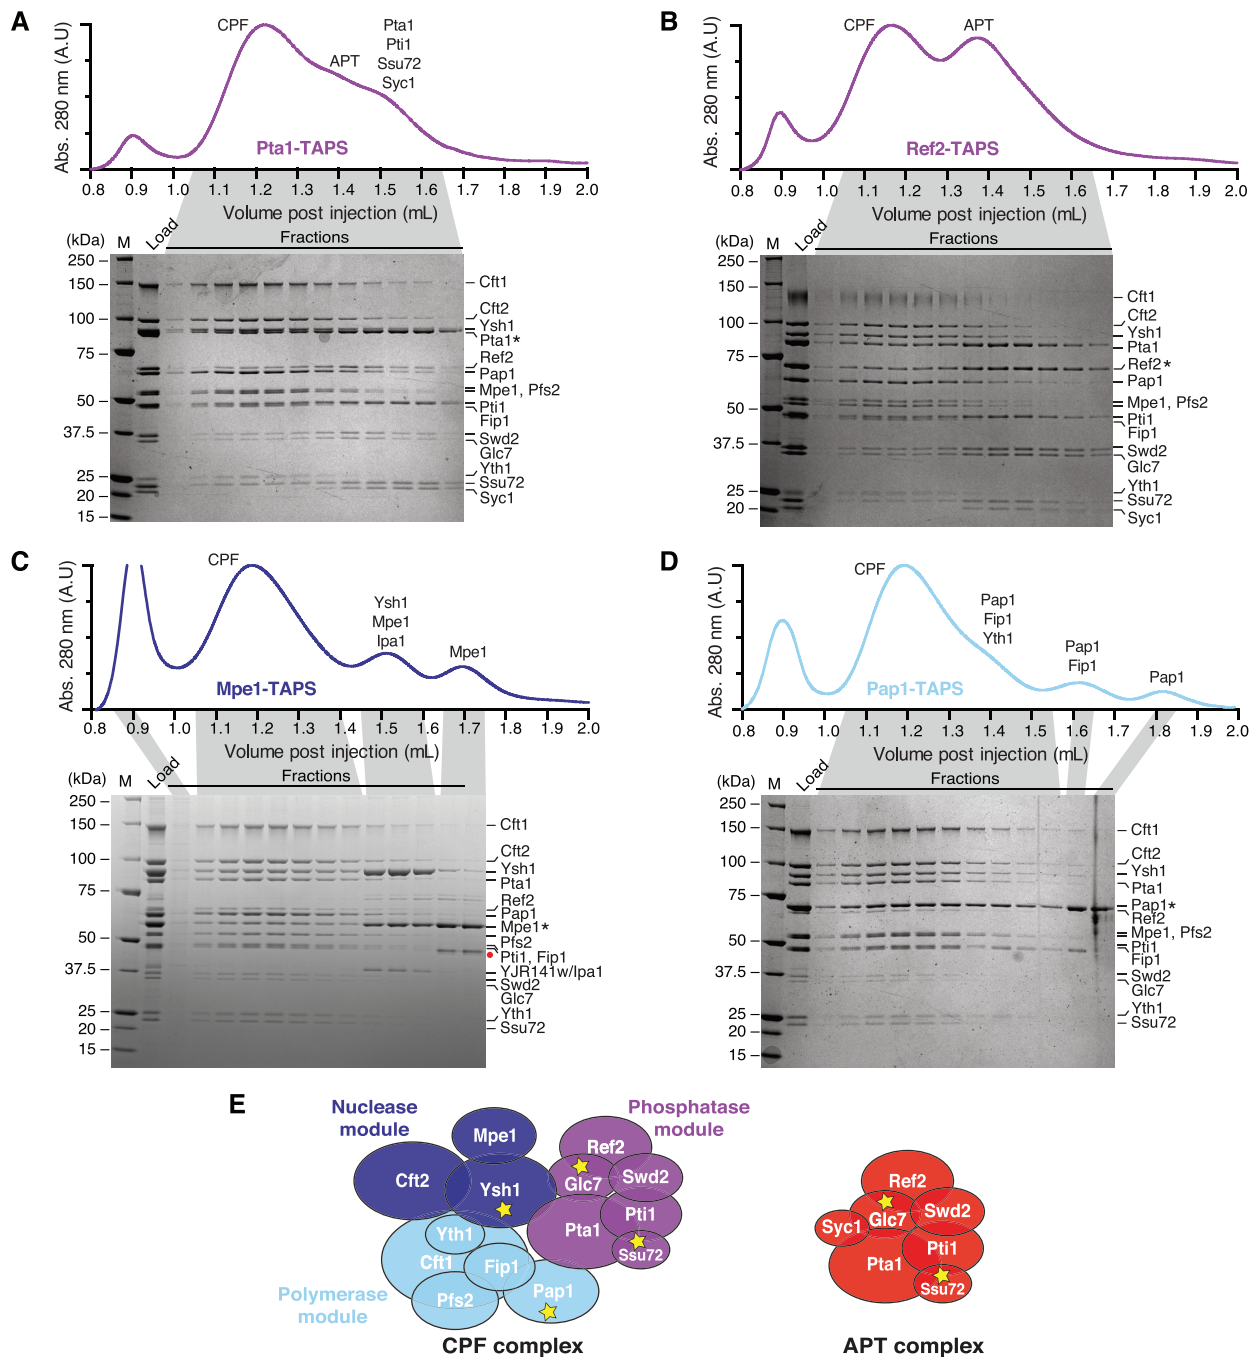 A
CPF
APT
Pta1
Pti1
Ssu72
Syc1
Abs. 280 nm (A.U)
Pta1-TAPS
0.8 0.9 1.0 1.1 1.2 1.3 1.4 1.5 1.6 1.7 1.8 1.9 2.0
Volume post injection (mL)
(kDa) M Load Fractions
250
150
100
75
50
37.5
25
20
15
Cft1
Cft2
Ysh1
Pta1*
Ref2
Pap1
Mpe1, Pfs2
Pti1
Fip1
Swd2
Glc7
Yth1
Ssu72
Syc1
B
CPF
APT
Abs. 280 nm (A.U)
Ref2-TAPS
0.8 0.9 1.0 1.1 1.2 1.3 1.4 1.5 1.6 1.7 1.8 1.9 2.0
Volume post injection (mL)
(kDa) M Load Fractions
250
150
100
75
50
37.5
25
20
Cft1
Cft2
Ysh1
Pta1
Ref2*
Pap1
Mpe1, Pfs2
Pti1
Fip1
Swd2
Glc7
Yth1
Ssu72
Syc1
C
CPF
Ysh1
Mpe1
Ipa1
Mpe1
Abs. 280 nm (A.U)
Mpe1-TAPS
0.8 0.9 1.0 1.1 1.2 1.3 1.4 1.5 1.6 1.7 1.8 1.9 2.0
Volume post injection (mL)
(kDa) M Load Fractions
250
150
100
75
50
37.5
25
20
15
Cft1
Cft2
Ysh1
Pta1
Ref2
Pap1
Mpe1*
Pfs2
Pti1, Fip1
YJR141w/Ipa1
Swd2
Glc7
Yth1
Ssu72
D
CPF
Pap1
Fip1
Yth1
Pap1
Fip1
Pap1
Abs. 280 nm (A.U)
Pap1-TAPS
0.8 0.9 1.0 1.1 1.2 1.3 1.4 1.5 1.6 1.7 1.8 1.9 2.0
Volume post injection (mL)
(kDa) M Load Fractions
250
150
100
75
50
37.5
25
20
15
Cft1
Cft2
Ysh1
Pta1
Pap1*
Ref2
Mpe1, Pfs2
Pti1
Fip1
Swd2
Glc7
Yth1
Ssu72
E
Nuclease
module
Phosphatase
module
Polymerase
module
Mpe1
Cft2
Ysh1
Ref2
Glc7
Swd2
Pta1
Pti1
Ssu72
Yth1
Cft1
Fip1
Pfs2
Pap1
CPF complex
Ref2
Glc7
Swd2
Syc1
Pta1
Pti1
Ssu72
APT complex